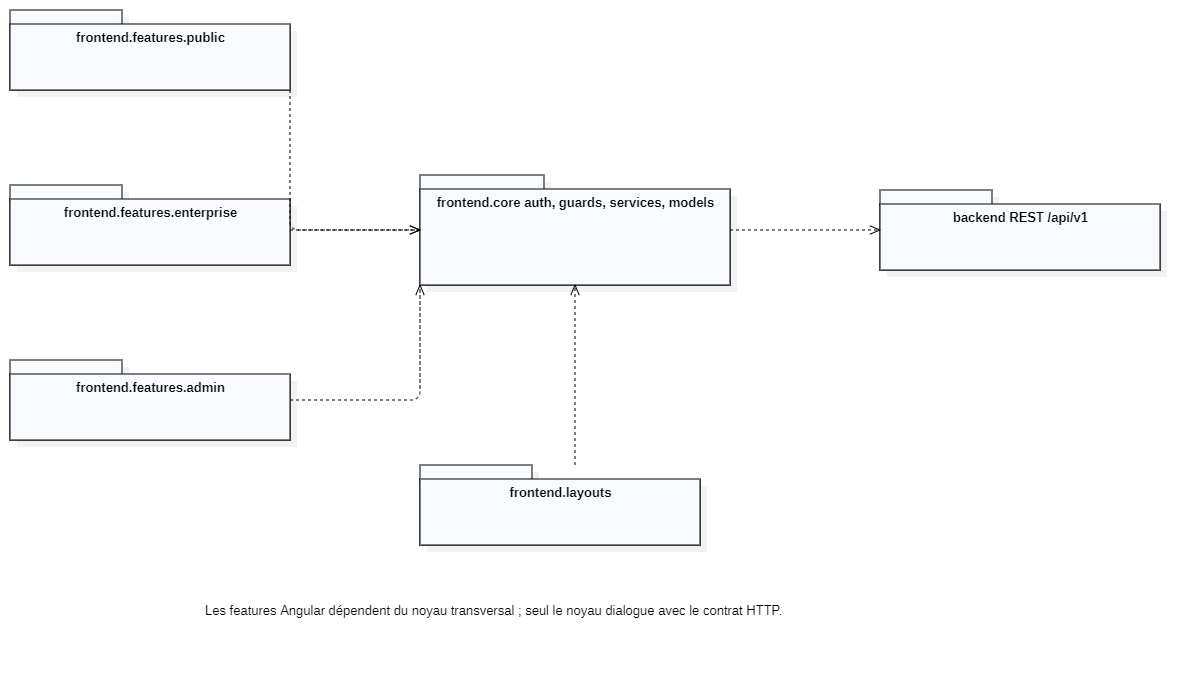 frontend.features.public
frontend.features.enterprise
frontend.core auth, guards, services, models
backend REST /api/v1
frontend.features.admin
frontend.layouts
Les features Angular dépendent du noyau transversal ; seul le noyau dialogue avec le contrat HTTP.